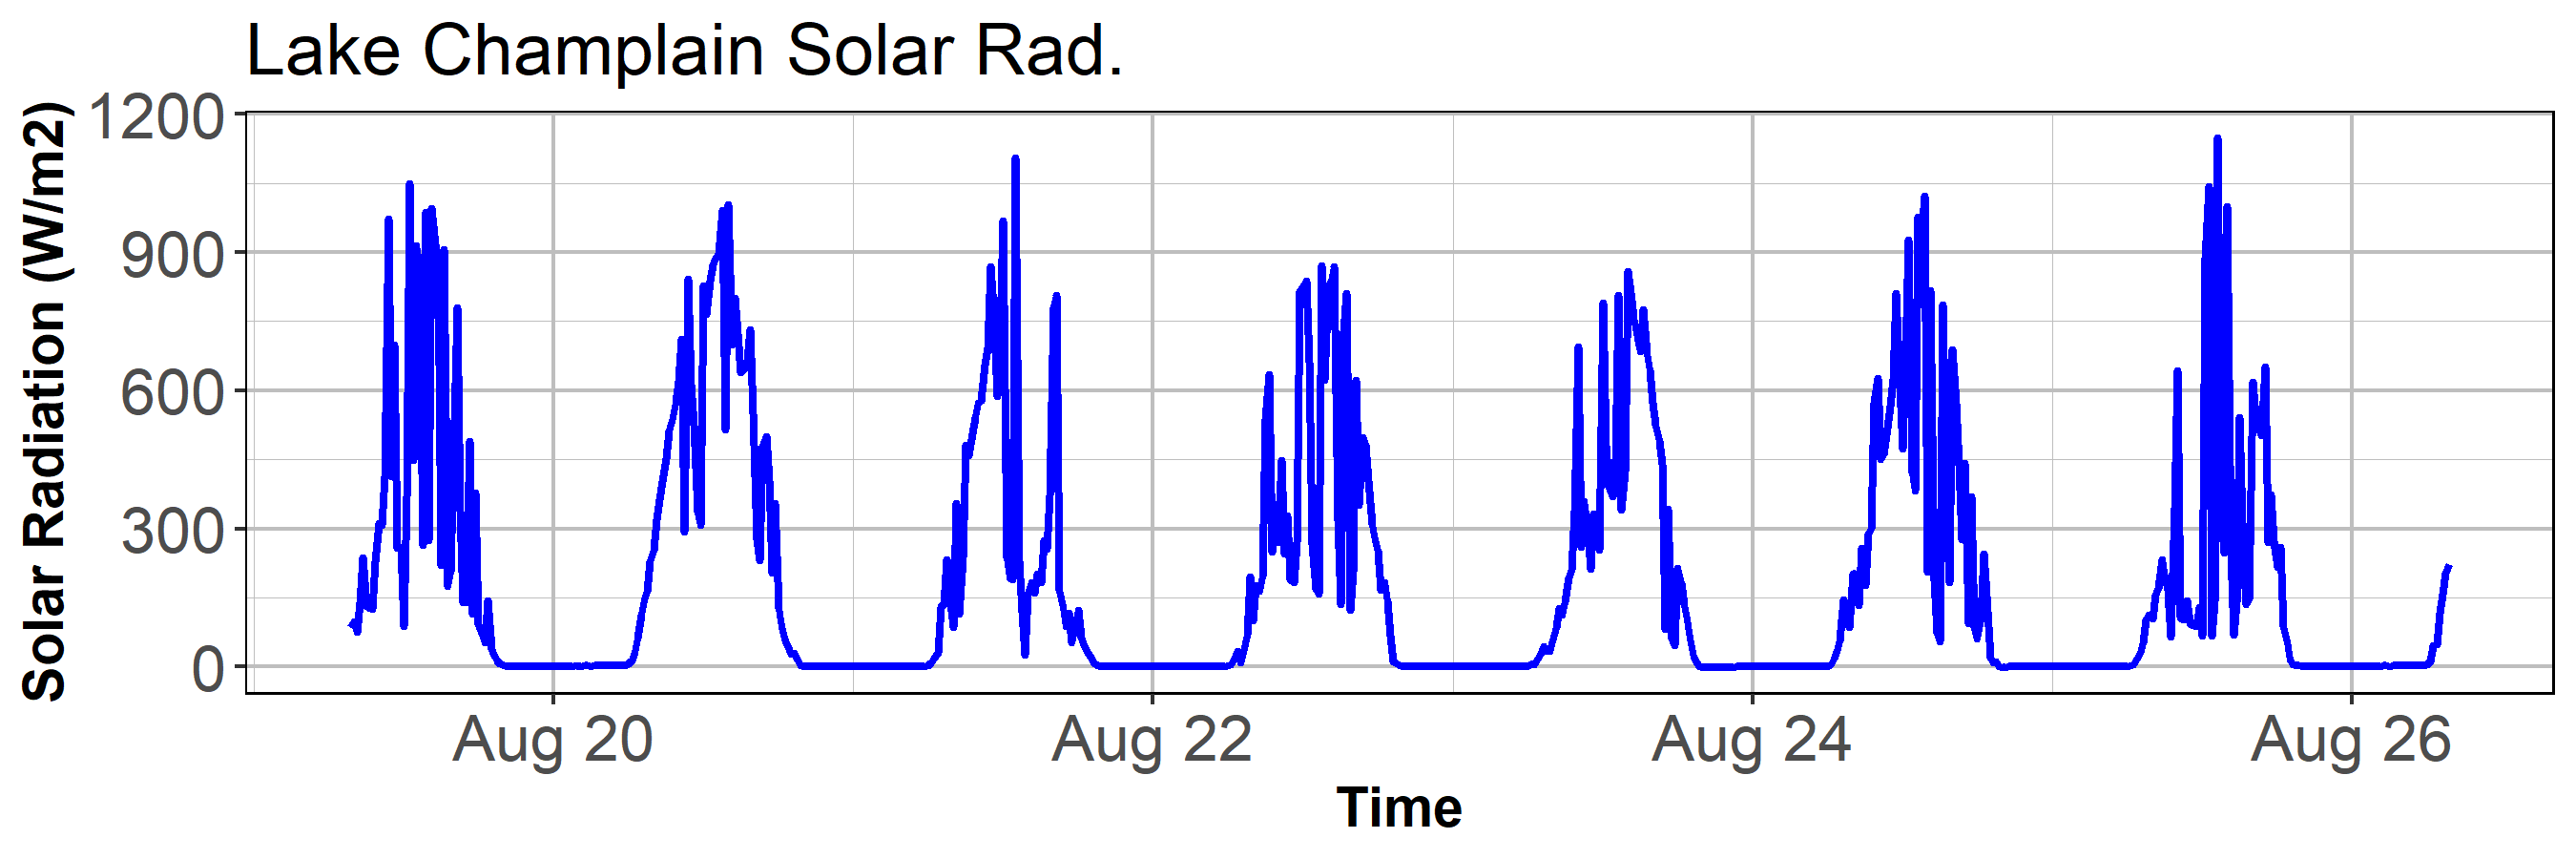 Lake Champlain Solar Rad.
Solar Radiation (W/m2)
1200
900
600
300
0
Aug 20 Aug 22 Aug 24 Aug 26
Time